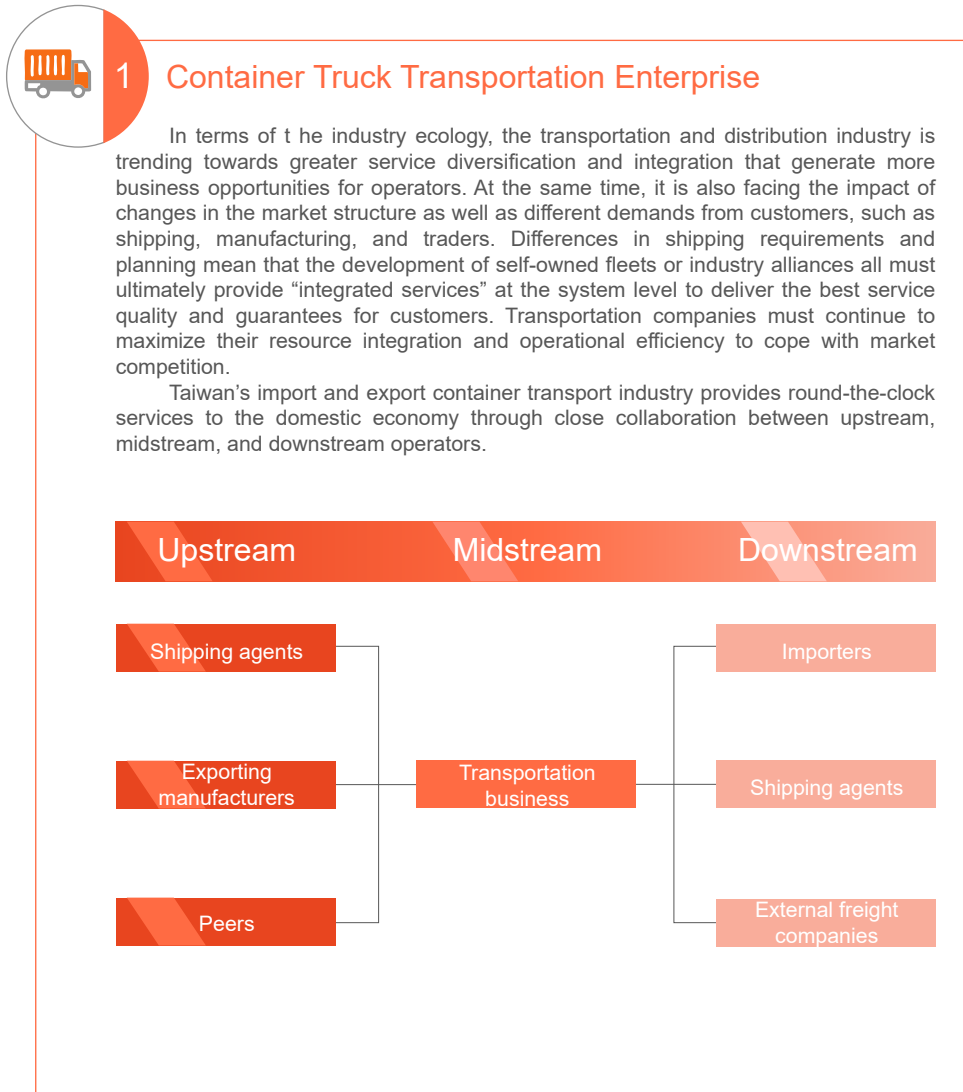 1
Container Truck Transportation Enterprise
In terms of t he industry ecology, the transportation and distribution industry is
trending towards greater service diversification and integration that generate more
business opportunities for operators. At the same time, it is also facing the impact of
changes in the market structure as well as different demands from customers, such as
shipping, manufacturing, and traders. Differences in shipping requirements and
planning mean that the development of self-owned fleets or industry alliances all must
ultimately provide “integrated services” at the system level to deliver the best service
quality and guarantees for customers. Transportation companies must continue to
maximize their resource integration and operational efficiency to cope with market
competition.
Taiwan’s import and export container transport industry provides round-the-clock
services to the domestic economy through close collaboration between upstream,
midstream, and downstream operators.
Upstream
Midstream
Downstream
Shipping agents
Importers
Exporting
manufacturers
Transportation
business
Shipping agents
Peers
External freight
companies